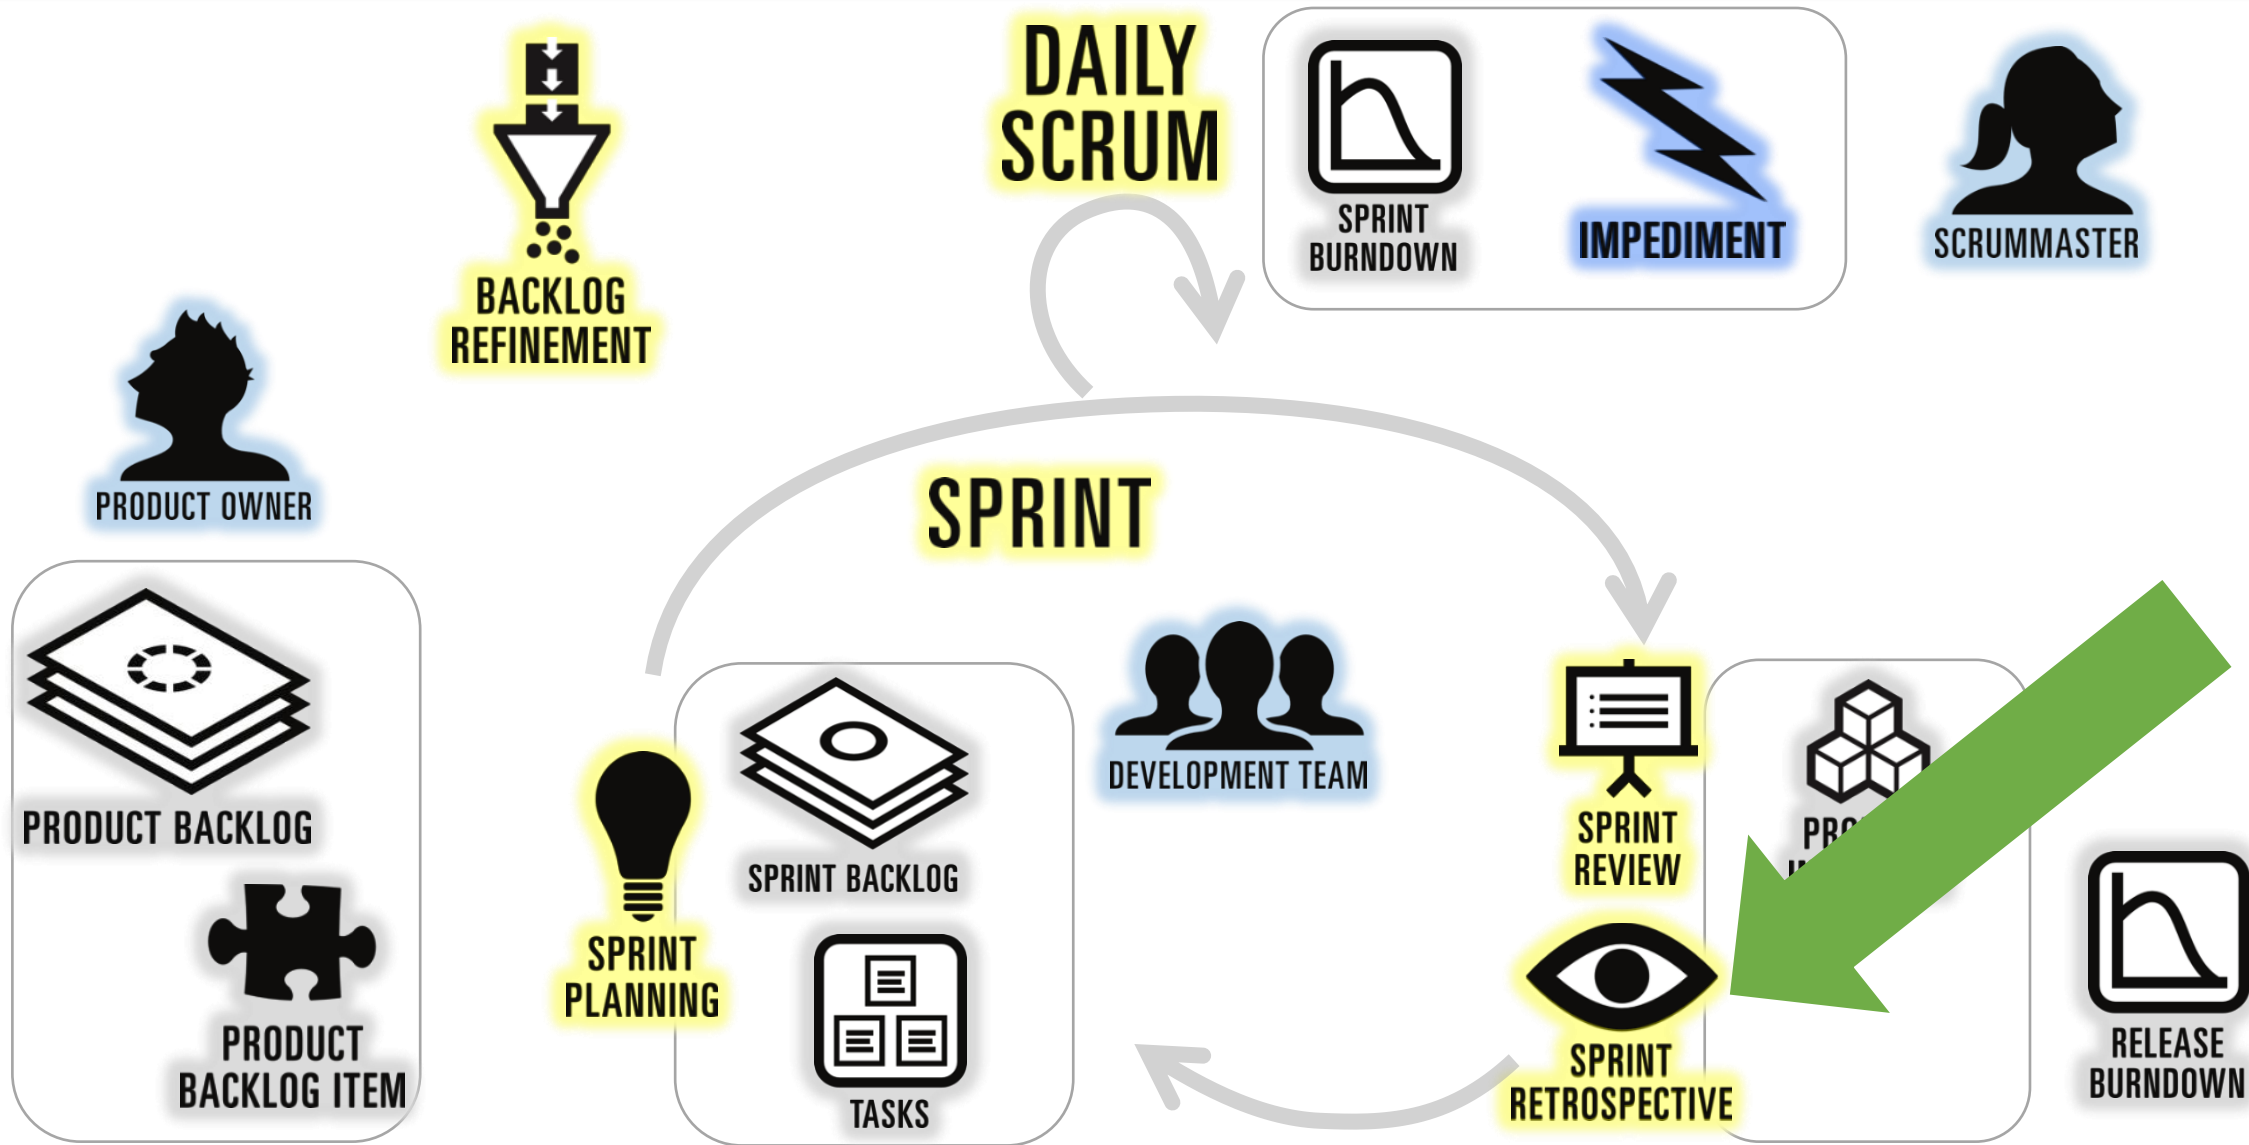 DAILY
SCRUM
SPRINT
BURNDOWN
IMPEDIMENT
SCRUMMASTER
BACKLOG
REFINEMENT
PRODUCT OWNER
SPRINT
PRODUCT BACKLOG
PRODUCT
BACKLOG ITEM
SPRINT
PLANNING
SPRINT BACKLOG
TASKS
DEVELOPMENT TEAM
SPRINT
REVIEW
SPRINT
RETROSPECTIVE
RELEASE
BURNDOWN